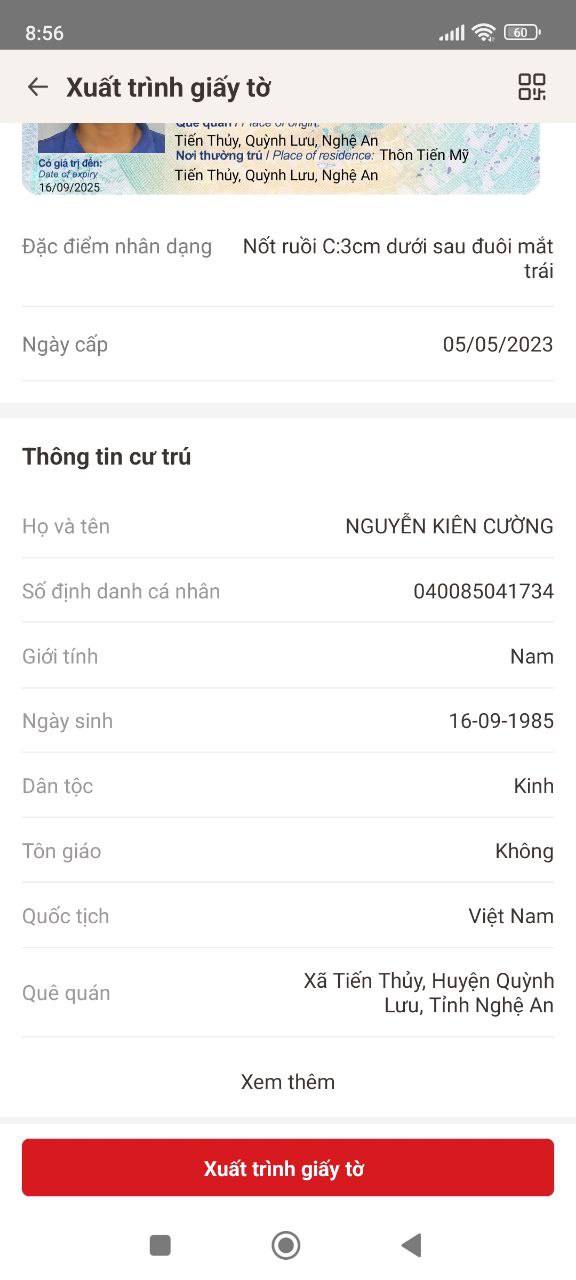 8:56
60
Xuất trình giấy tờ
Quê quán / Place of origin:
Tiến Thủy, Quỳnh Lưu, Nghệ An
Nơi thường trú / Place of residence: Thôn Tiến Mỹ
Tiến Thủy, Quỳnh Lưu, Nghệ An
Có giá trị đến:
Date of expiry
16/09/2025
Đặc điểm nhân dạng
Nốt ruồi C:3cm dưới sau đuôi mắt
trái
Ngày cấp
05/05/2023
Thông tin cư trú
Họ và tên
NGUYỄN KIÊN CƯỜNG
Số định danh cá nhân
040085041734
Giới tính
Nam
Ngày sinh
16-09-1985
Dân tộc
Kinh
Tôn giáo
Không
Quốc tịch
Việt Nam
Quê quán
Xã Tiến Thủy, Huyện Quỳnh
Lưu, Tỉnh Nghệ An
Xem thêm
Xuất trình giấy tờ